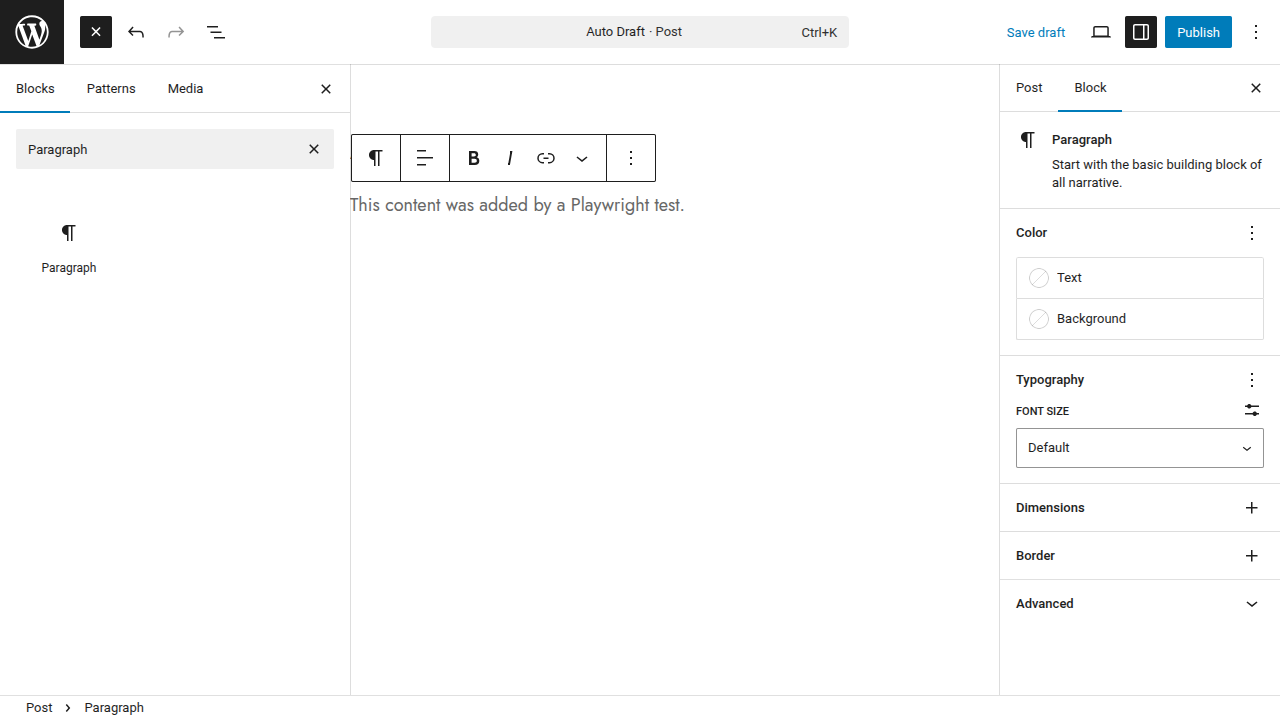 Auto Draft · Post
Ctrl+K
Save draft
Publish
Blocks
Patterns
Media
Paragraph
Paragraph
B
I
This content was added by a Playwright test.
Post
Block
Paragraph
Start with the basic building block of
all narrative.
Color
Text
Background
Typography
FONT SIZE
Default
Dimensions
Border
Advanced
Post
Paragraph